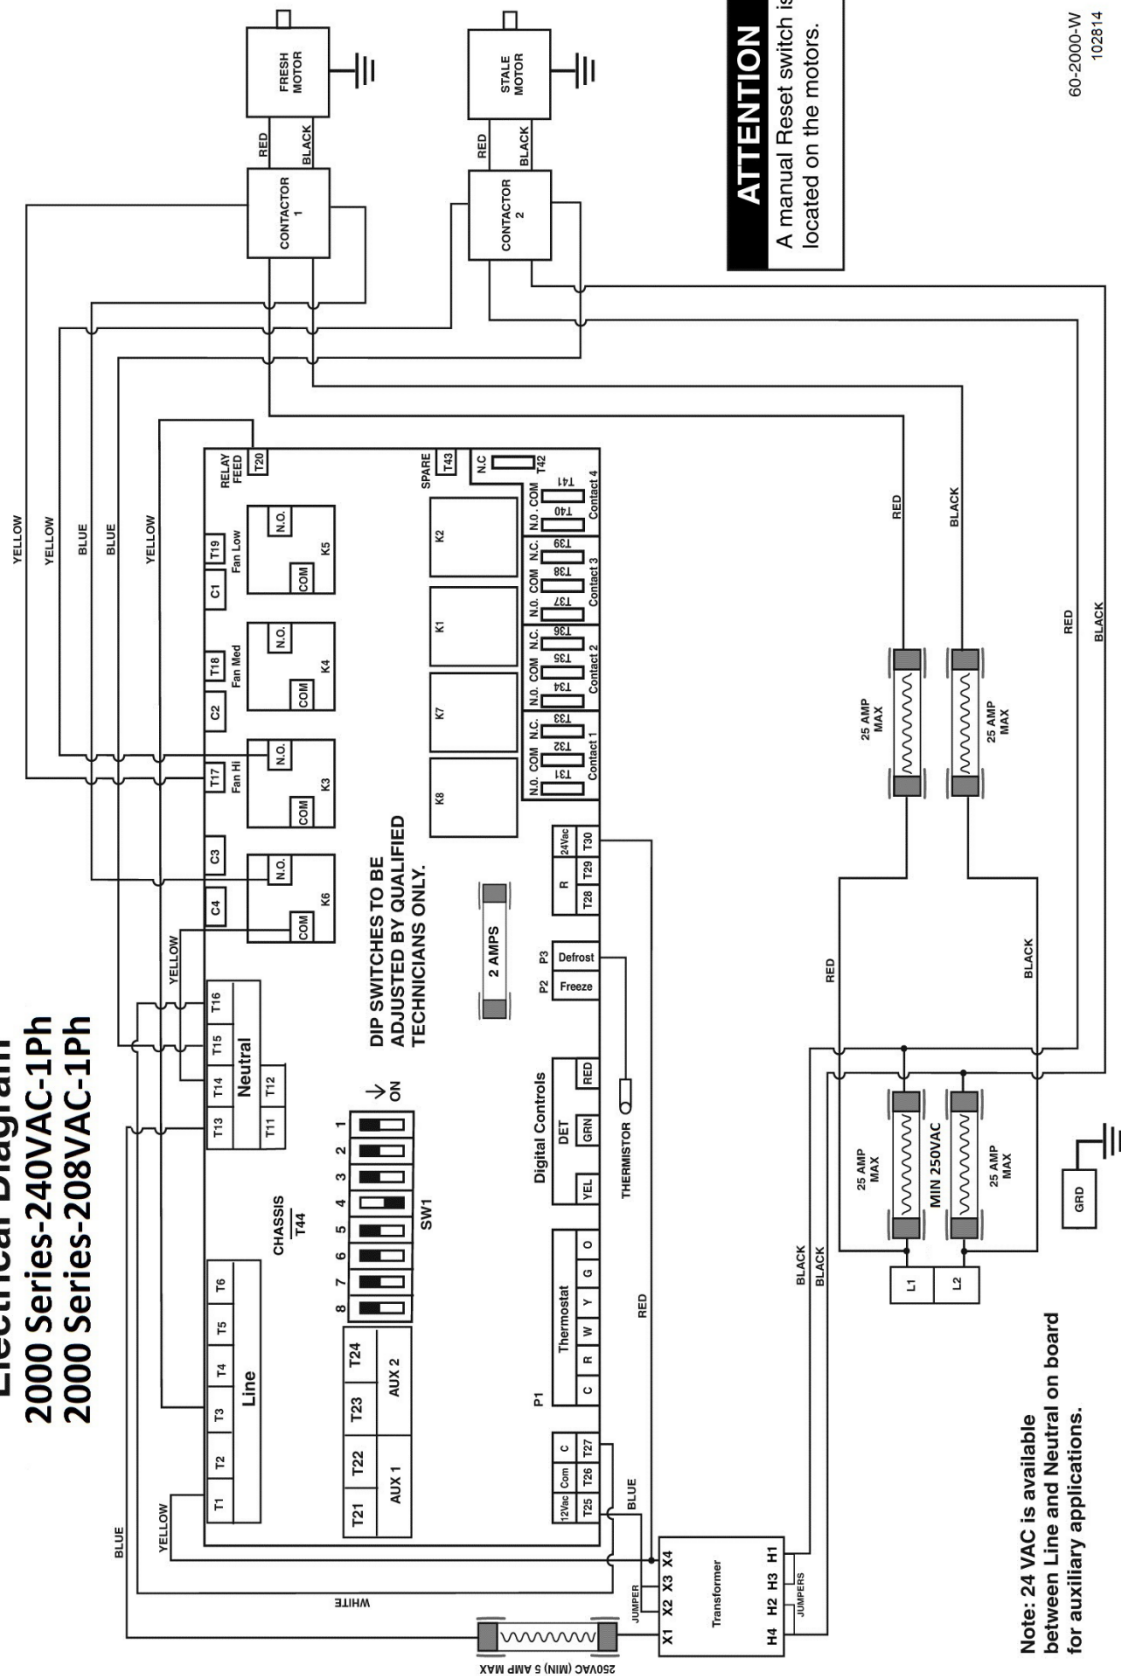 Electrical Diagram
2000 Series-240VAC-1Ph
2000 Series-208VAC-1Ph
BLUE
YELLOW
WHITE
250VAC (MIN) 5 AMP MAX
T1 T2 T3 T4 T5 T6
Line
CHASSIS
T44
T13 T14 T15 T16
Neutral
T11 T12
YELLOW
C4 C3 T17 C2 T18 C1 T19
Fan Hi
Fan Med
Fan Low
RELAY
FEED
T20
YELLOW
YELLOW
BLUE
BLUE
YELLOW
COM N.O.
K6
COM N.O.
K3
COM N.O.
K4
COM N.O.
K5
T21 T22 T23 T24
AUX 1 AUX 2
8 7 6 5 4 3 2 1
ON
SW1
DIP SWITCHES TO BE
ADJUSTED BY QUALIFIED
TECHNICIANS ONLY.
2 AMPS
K8
K7
K1
K2
SPARE
T43
N.C
T42
N.O. COM N.C.
T31 T32 T33
Contact 1
N.O. COM N.C.
T34 T35 T36
Contact 2
N.O. COM N.C.
T37 T38 T39
Contact 3
N.O. COM
T40 T41
Contact 4
12Vac Com C
T25 T26 T27
P1
Thermostat
C R W Y G O
Digital Controls
DET
YEL GRN RED
P2 P3
Freeze Defrost
R 24Vac
T28 T29 T30
THERMISTOR
BLUE
RED
JUMPER
X1 X2 X3 X4
Transformer
H4 H2 H3 H1
JUMPERS
BLACK
BLACK
L1
L2
25 AMP
MAX
MIN 250VAC
25 AMP
MAX
GRD
RED
BLACK
25 AMP
MAX
25 AMP
MAX
RED
BLACK
RED
BLACK
CONTACTOR
1
RED
BLACK
FRESH
MOTOR
CONTACTOR
2
RED
BLACK
STALE
MOTOR
ATTENTION
A manual Reset switch is
located on the motors.
Note: 24 VAC is available
between Line and Neutral on board
for auxiliary applications.
60-2000-W
102814